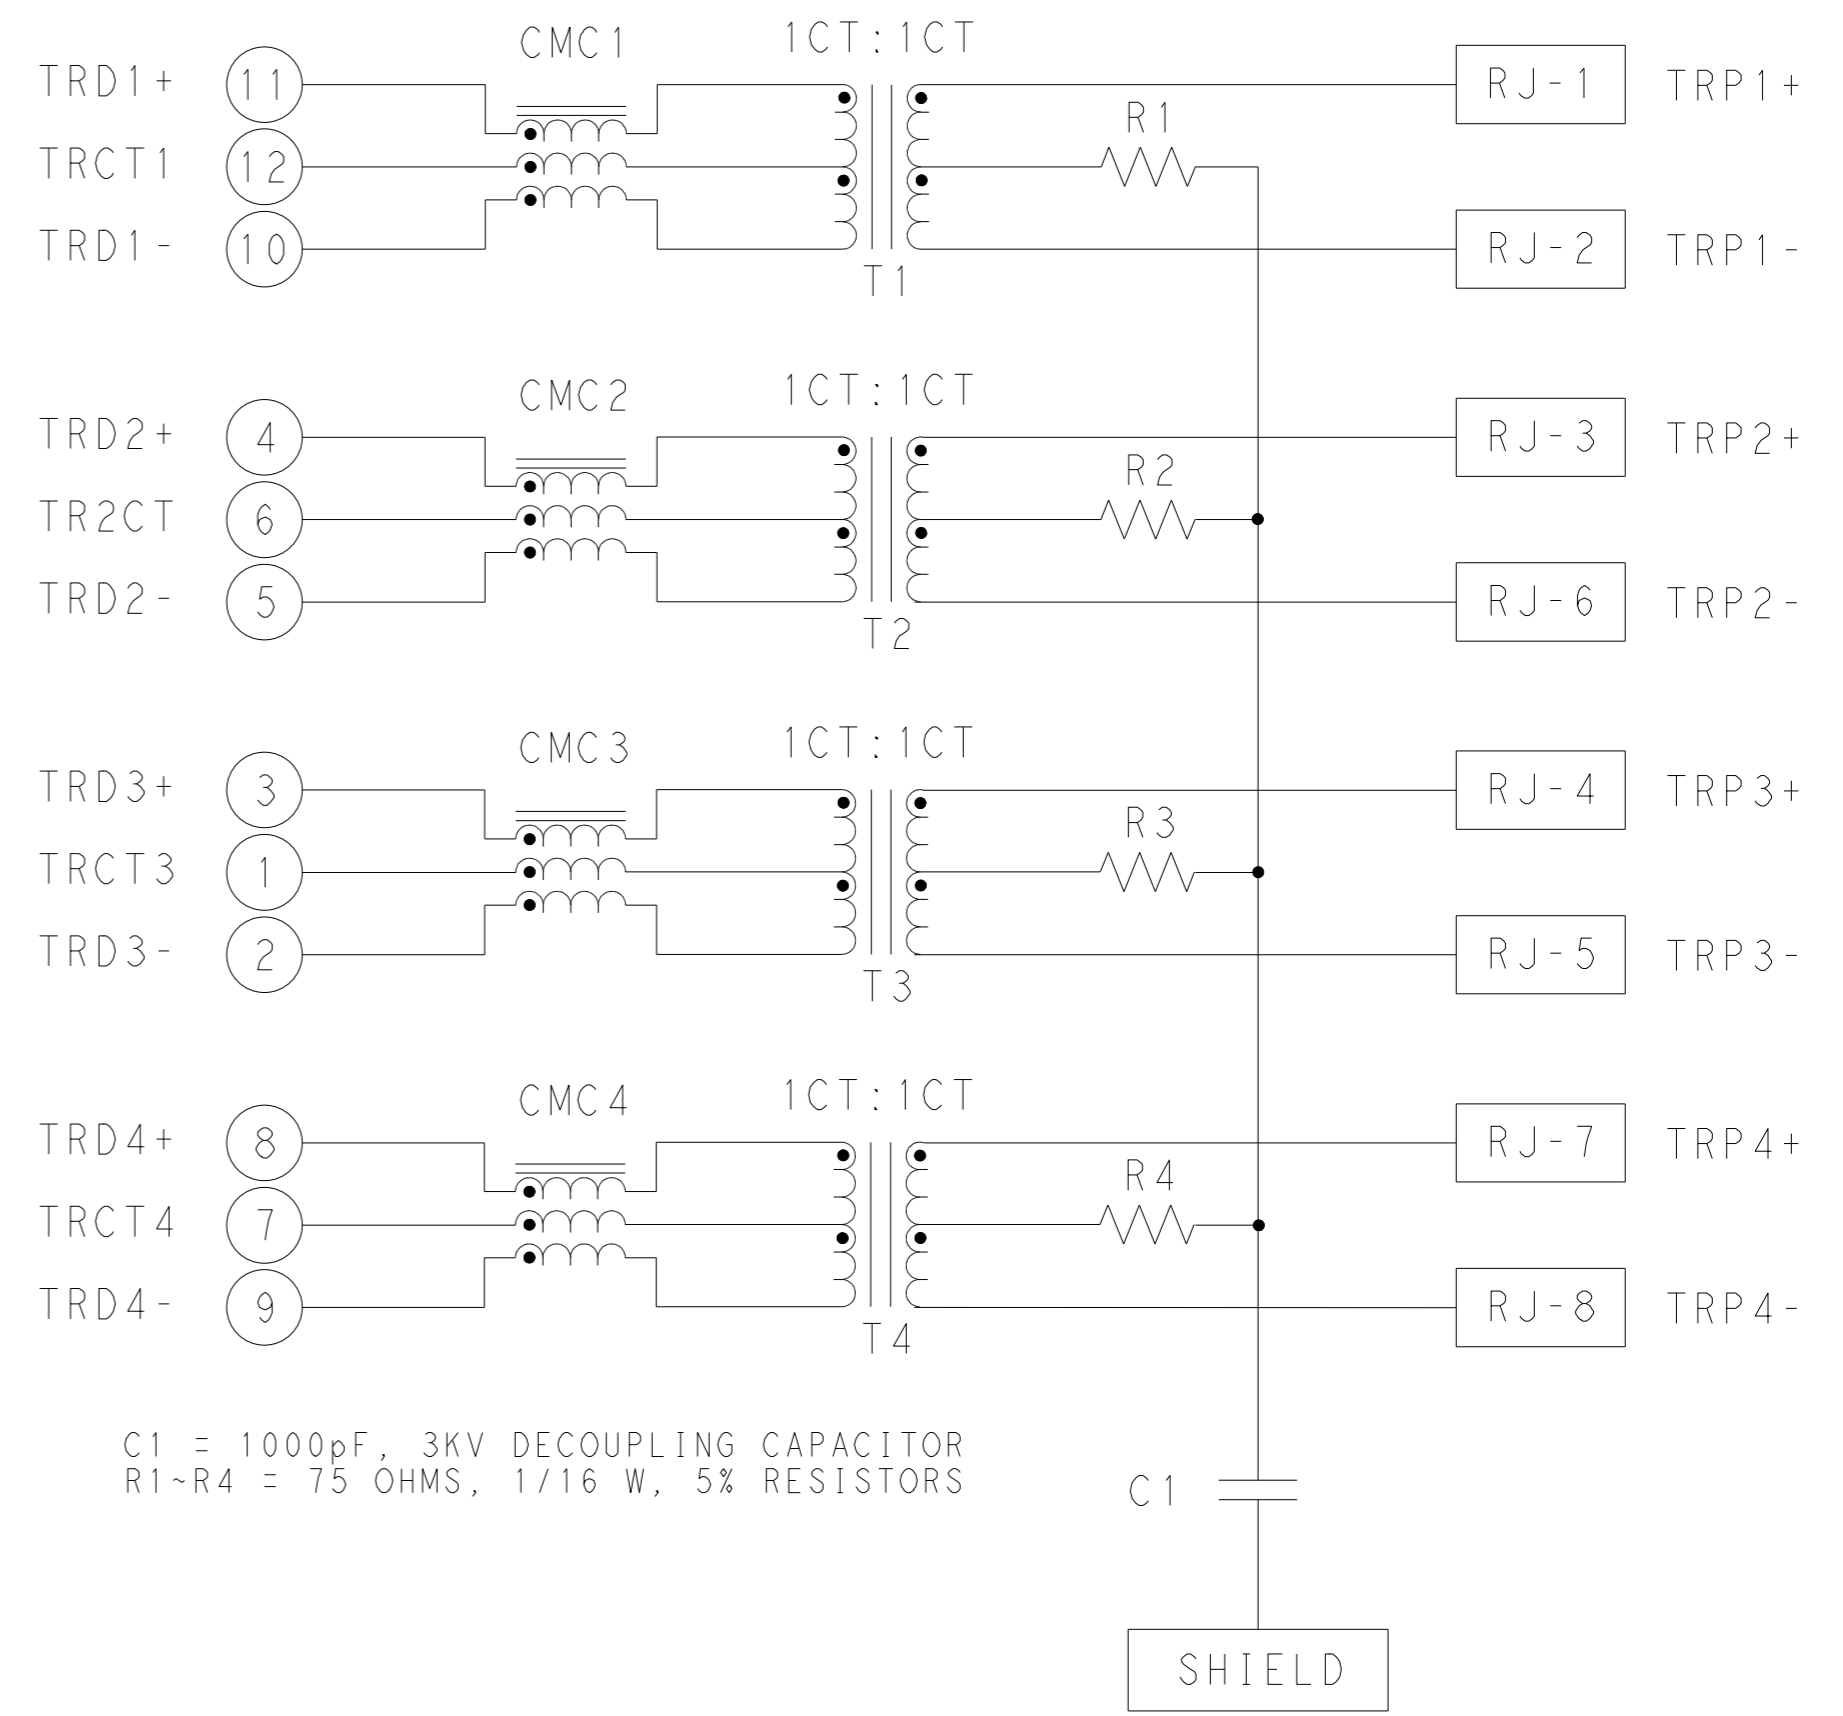 CMC1 1CT:1CT
TRD1+ 11 RJ-1 TRP1+
R1
TRCT1 12
TRD1- 10 RJ-2 TRP1-
T1
CMC2 1CT:1CT
TRD2+ 4 RJ-3 TRP2+
R2
TR2CT 6
TRD2- 5 RJ-6 TRP2-
T2
CMC3 1CT:1CT
TRD3+ 3 RJ-4 TRP3+
R3
TRCT3 1
TRD3- 2 RJ-5 TRP3-
T3
CMC4 1CT:1CT
TRD4+ 8 RJ-7 TRP4+
R4
TRCT4 7
TRD4- 9 RJ-8 TRP4-
T4
C1 = 1000pF, 3KV DECOUPLING CAPACITOR
R1~R4 = 75 OHMS, 1/16 W, 5% RESISTORS
C1
SHIELD